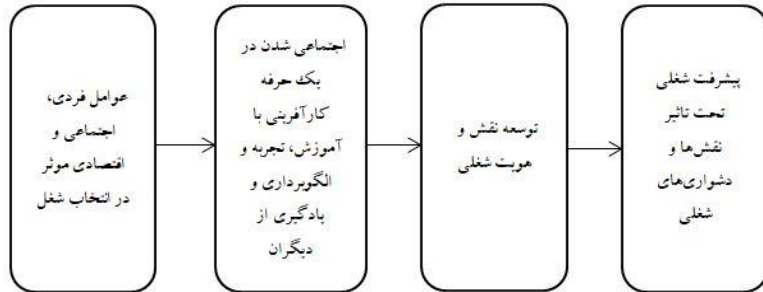 عوامل فردی،
اجتماعی و
اقتصادی موثر
در انتخاب شغل
اجتماعی شدن در
یک حرفه
کارآفرینی با
آموزش، تجربه و
الگوبرداری و
یادگیری از
دیگران
توسعه نقش و
هویت شغلی
پیشرفت شغلی
تحت تاثیر
نقش‌ها و
دشواری‌های
شغلی